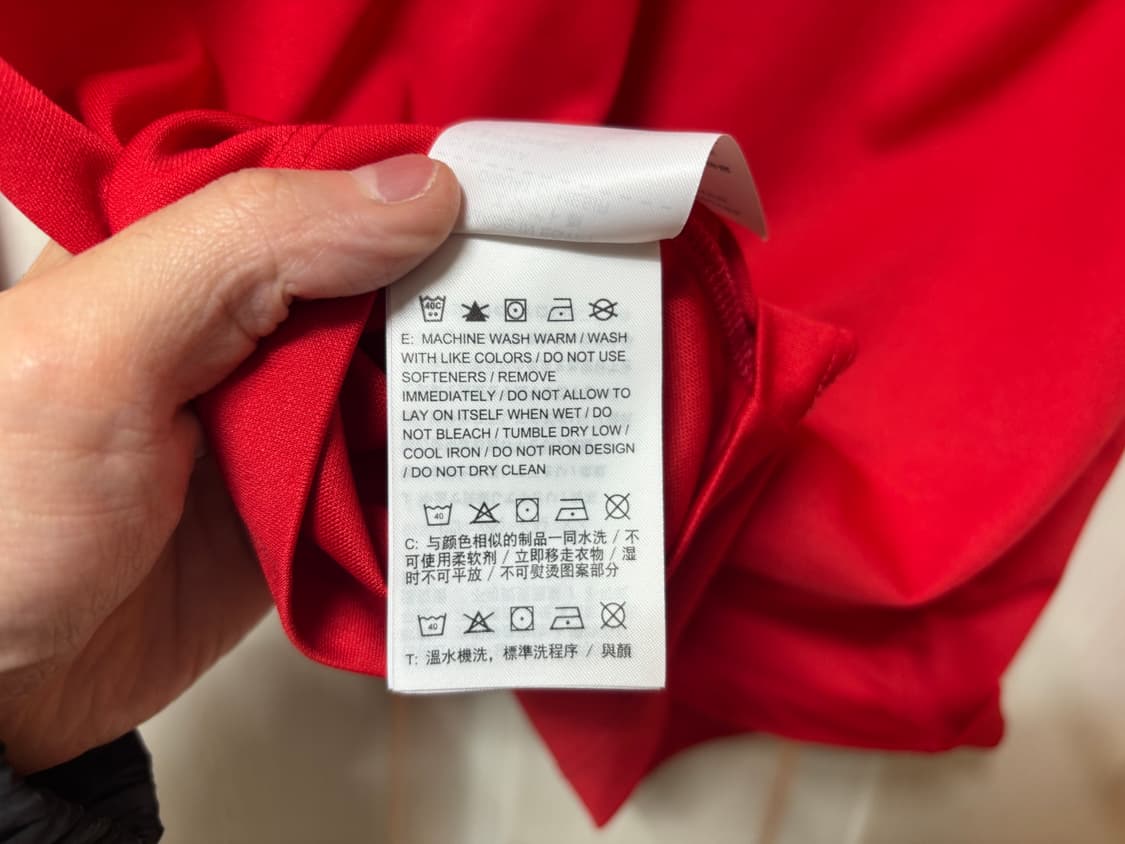 40C
E: MACHINE WASH WARM / WASH
WITH LIKE COLORS / DO NOT USE
SOFTENERS / REMOVE
IMMEDIATELY / DO NOT ALLOW TO
LAY ON ITSELF WHEN WET / DO
NOT BLEACH / TUMBLE DRY LOW /
COOL IRON / DO NOT IRON DESIGN
/ DO NOT DRY CLEAN
40
C: 与颜色相似的制品一同水洗 / 不
可使用柔软剂 / 立即移走衣物 / 湿
时不可平放 / 不可熨烫图案部分
40
T: 溫水機洗，標準洗程序 / 與顏